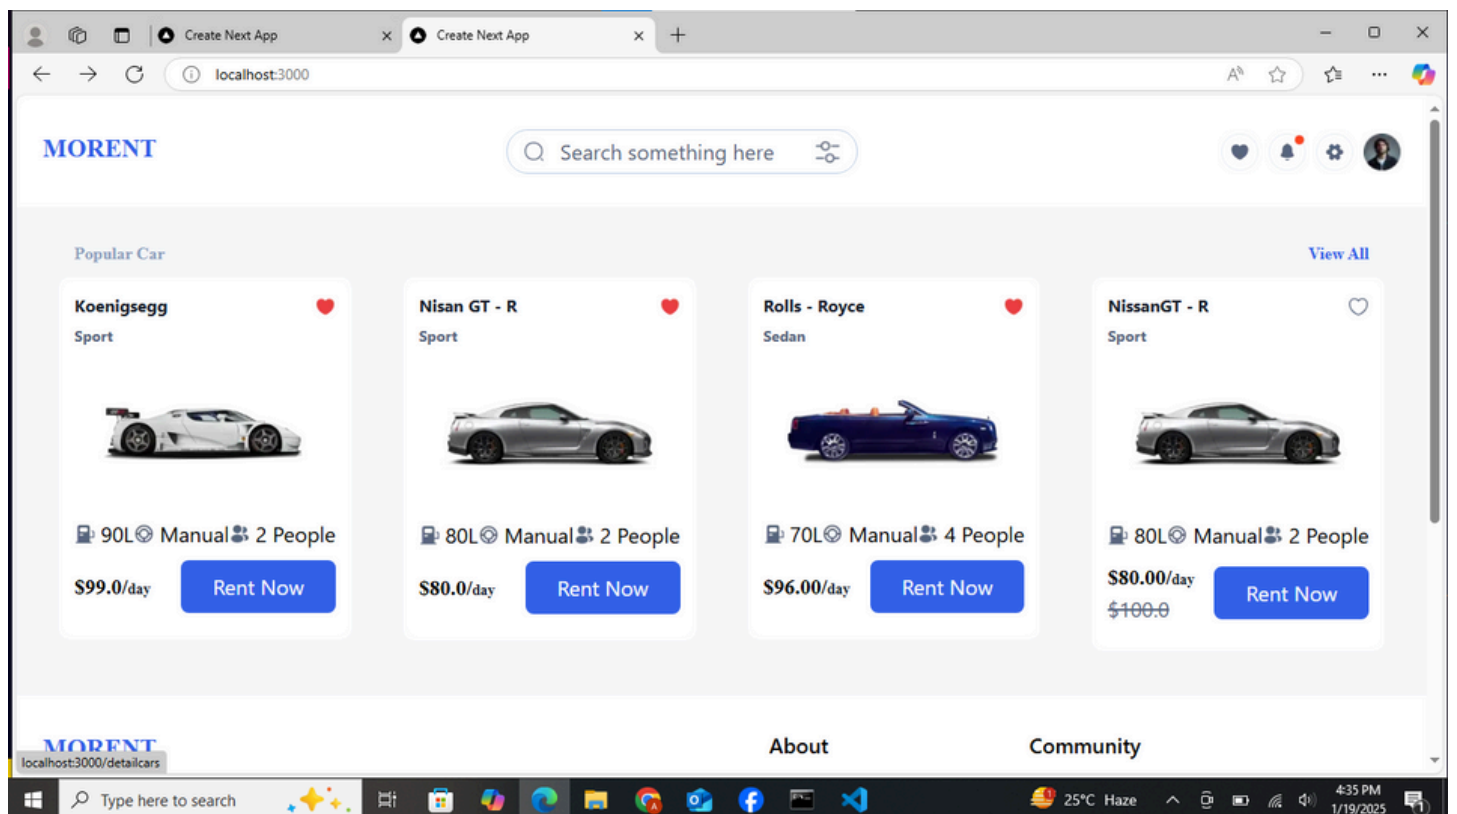 Create Next App
Create Next App
localhost:3000
MORENT
Search something here
Popular Car
View All
Koenigsegg
Sport
Nisan GT - R
Sport
Rolls - Royce
Sedan
NissanGT - R
Sport
90L Manual 2 People
80L Manual 2 People
70L Manual 4 People
80L Manual 2 People
$99.0/day
Rent Now
$80.0/day
Rent Now
$96.00/day
Rent Now
$80.00/day
$100.0
Rent Now
MORENT
About
Community
localhost:3000/detailcars
Type here to search
25°C Haze
4:35 PM
1/19/2025